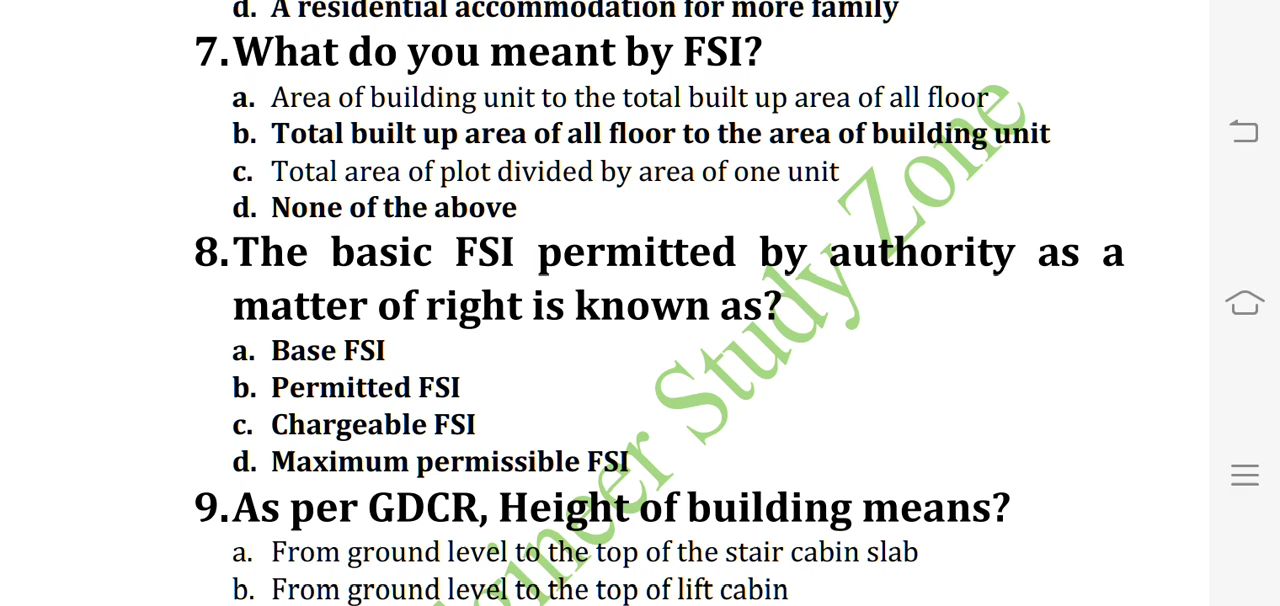 d. A residential accommodation for more family
7.What do you meant by FSI?
a. Area of building unit to the total built up area of all floor
b. Total built up area of all floor to the area of building unit
c. Total area of plot divided by area of one unit
d. None of the above
8.The basic FSI permitted by authority as a
matter of right is known as?
a. Base FSI
b. Permitted FSI
c. Chargeable FSI
d. Maximum permissible FSI
9.As per GDCR, Height of building means?
a. From ground level to the top of the stair cabin slab
b. From ground level to the top of lift cabin
Study Zone